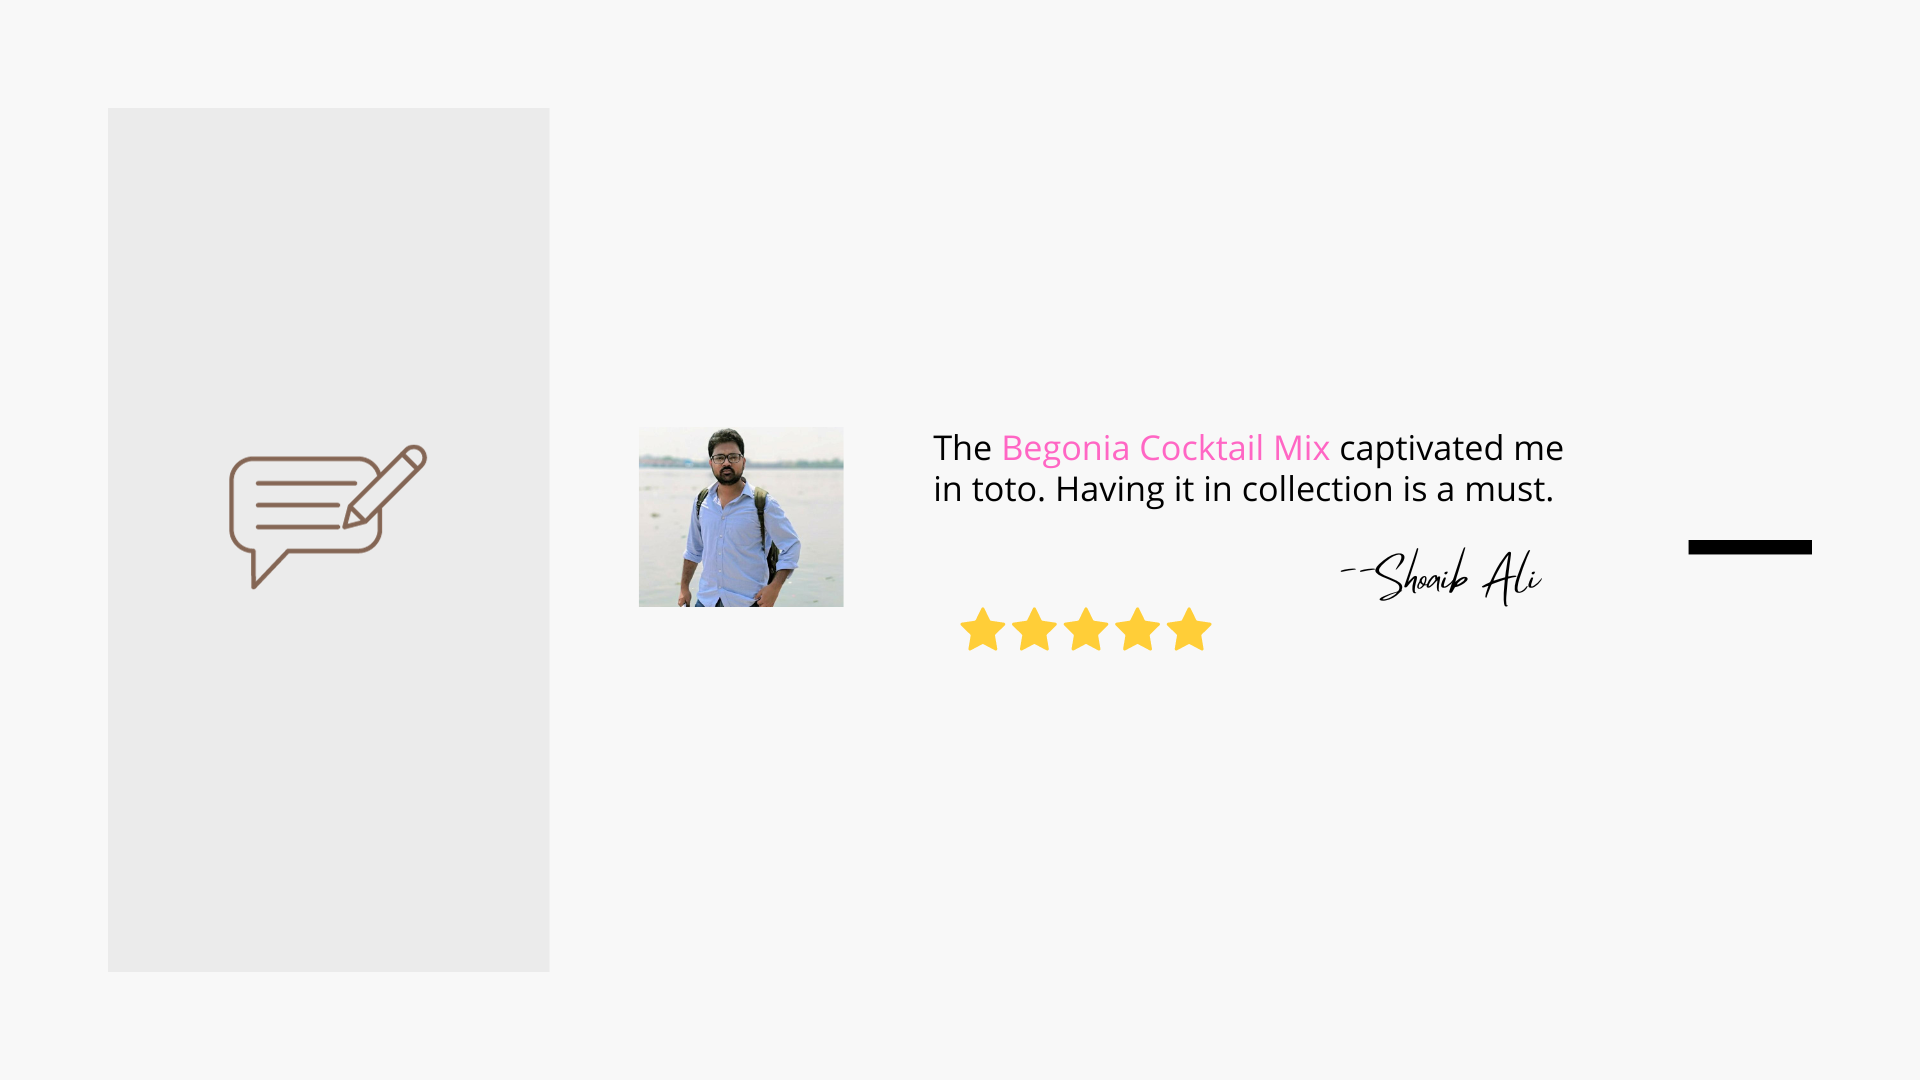 The Begonia Cocktail Mix captivated me
in toto. Having it in collection is a must.
--Shoaib Ali